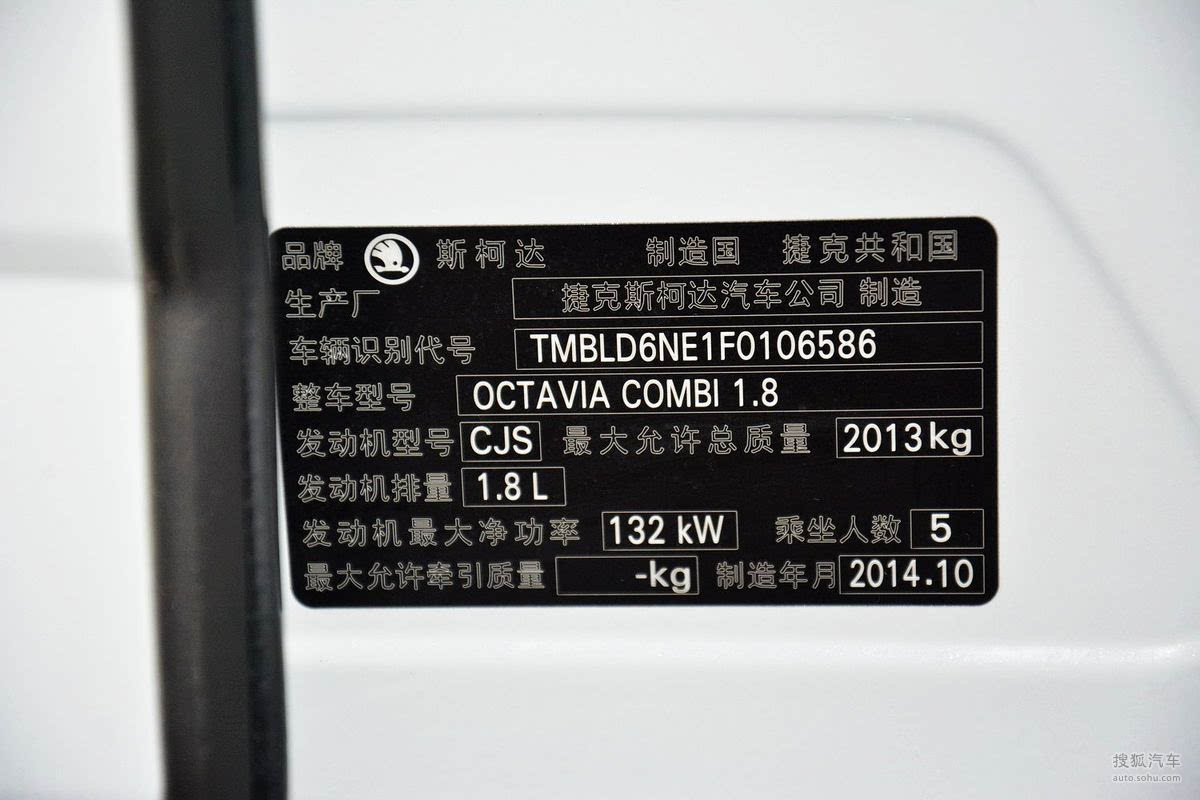 品牌 斯柯达 制造国 捷克共和国
生产厂 捷克斯柯达汽车公司 制造
车辆识别代号 TMBLD6NE1F0106586
整车型号 OCTAVIA COMBI 1.8
发动机型号 CJS 最大允许总质量 2013kg
发动机排量 1.8 L
发动机最大净功率 132 kW 乘坐人数 5
最大允许牵引质量 -kg 制造年月 2014.10
搜狐汽车
auto.sohu.com